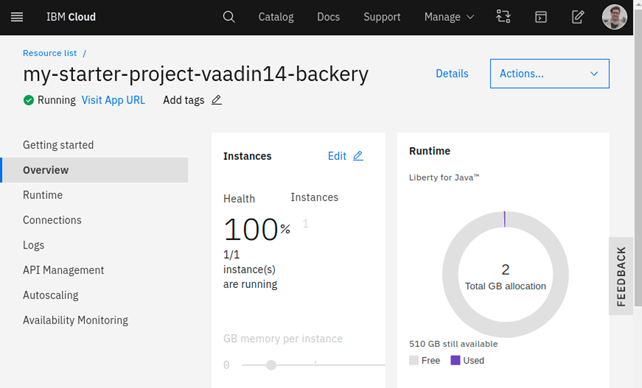 IBM Cloud
Catalog
Docs
Support
Manage
Resource list /
my-starter-project-vaadin14-backery
Details
Actions...
Running
Visit App URL
Add tags
Getting started
Overview
Runtime
Connections
Logs
API Management
Autoscaling
Availability Monitoring
Instances
Edit
Health
Instances
100%
1
1/1
instance(s)
are running
GB memory per instance
0
Runtime
Liberty for Java™
2
Total GB allocation
510 GB still available
Free
Used
FEEDBACK